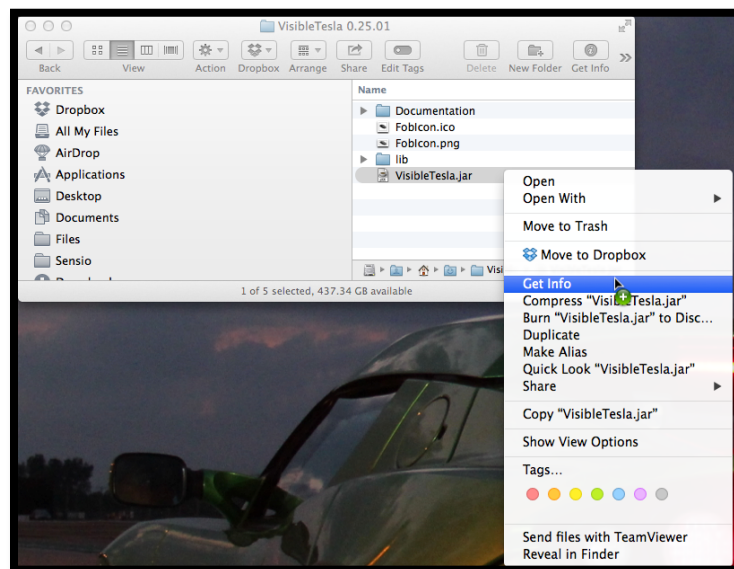 VisibleTesla 0.25.01
Back View Action Dropbox Arrange Share Edit Tags Delete New Folder Get Info
FAVORITES
Dropbox
All My Files
AirDrop
Applications
Desktop
Documents
Files
Sensio
Name
Documentation
FobIcon.ico
FobIcon.png
lib
VisibleTesla.jar
Visi
1 of 5 selected, 437.34 GB available
Open
Open With
Move to Trash
Move to Dropbox
Get Info
Compress “VisibleTesla.jar”
Burn “VisibleTesla.jar” to Disc...
Duplicate
Make Alias
Quick Look “VisibleTesla.jar”
Share
Copy “VisibleTesla.jar”
Show View Options
Tags...
Send files with TeamViewer
Reveal in Finder